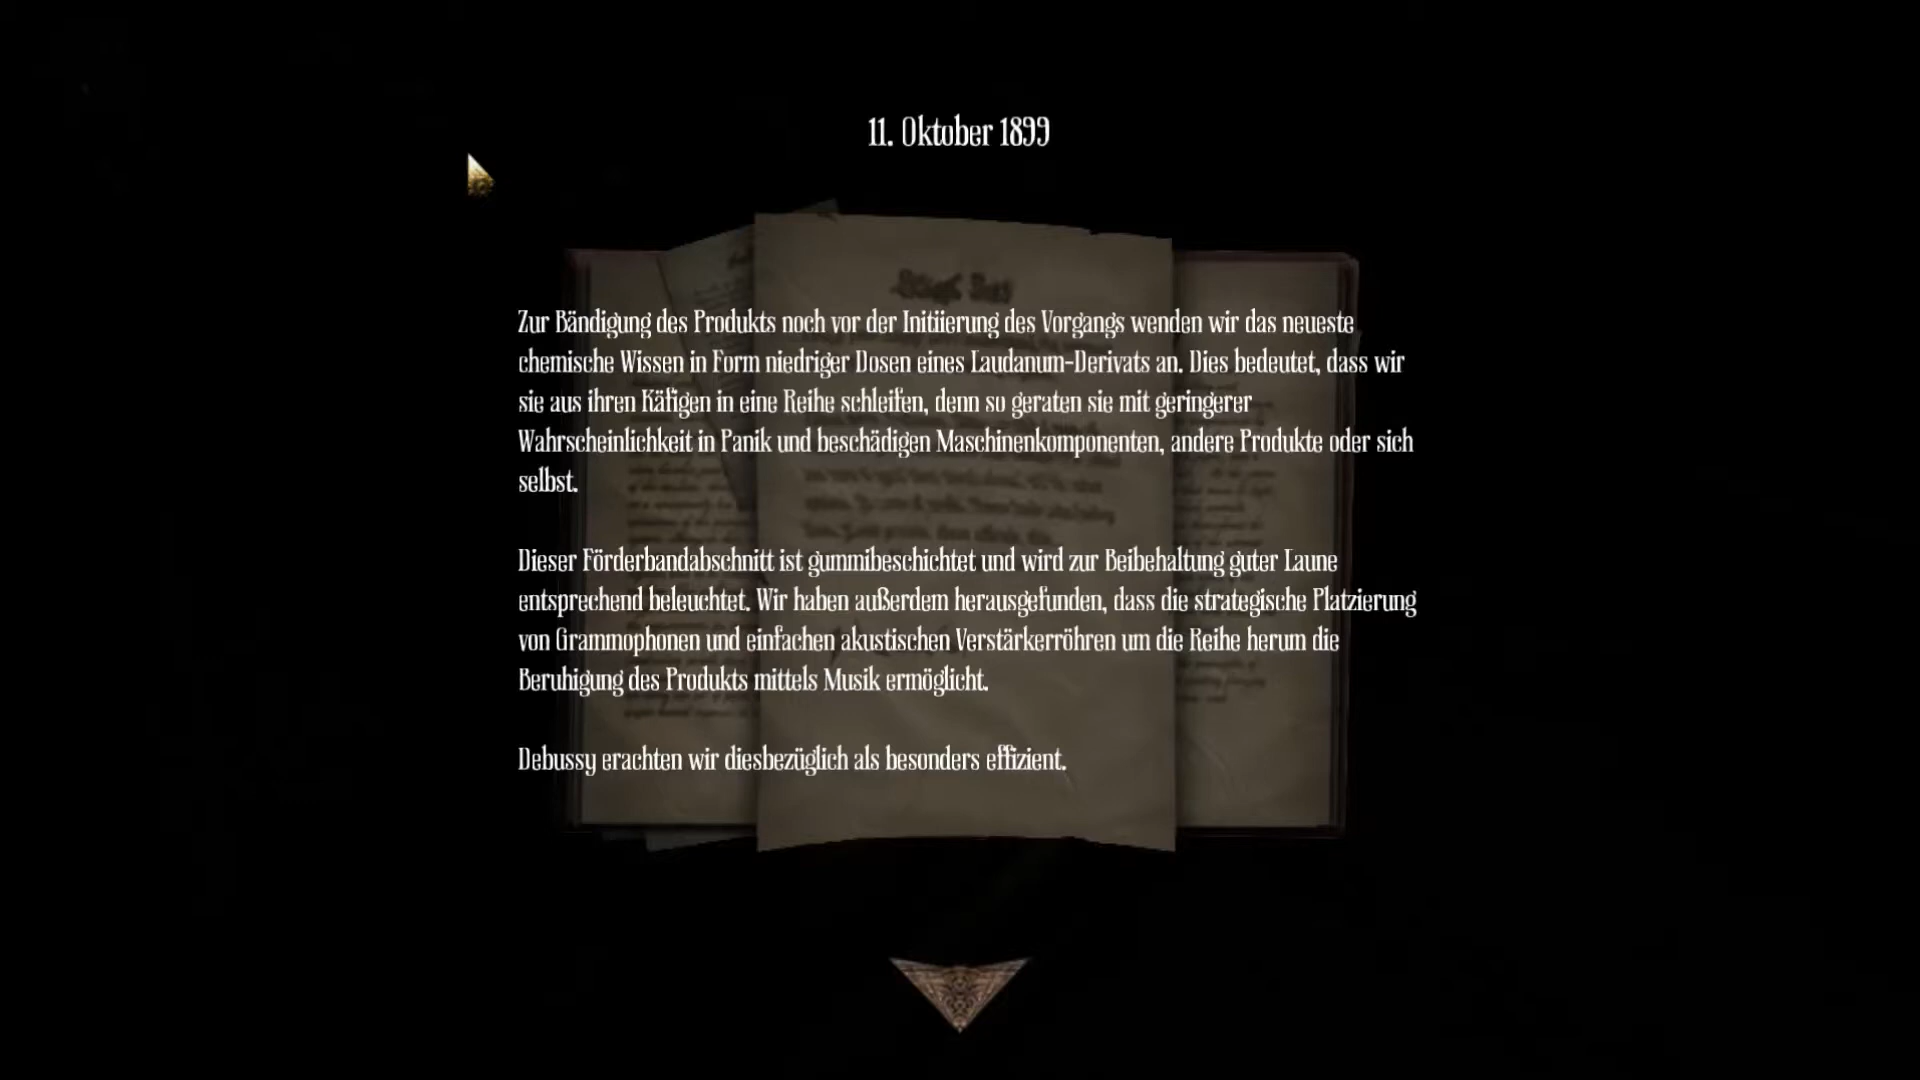 11. Oktober 1899
Zur Bändigung des Produkts noch vor der Initiierung des Vorgangs wenden wir das neueste
chemische Wissen in Form niedriger Dosen eines Laudanum-Derivats an. Dies bedeutet, dass wir
sie aus ihren Käfigen in eine Reihe schleifen, denn so geraten sie mit geringerer
Wahrscheinlichkeit in Panik und beschädigen Maschinenkomponenten, andere Produkte oder sich
selbst.
Dieser Förderbandabschnitt ist gummibeschichtet und wird zur Beibehaltung guter Laune
entsprechend beleuchtet. Wir haben außerdem herausgefunden, dass die strategische Platzierung
von Grammophonen und einfachen akustischen Verstärkerröhren um die Reihe herum die
Beruhigung des Produkts mittels Musik ermöglicht.
Debussy erachten wir diesbezüglich als besonders effizient.